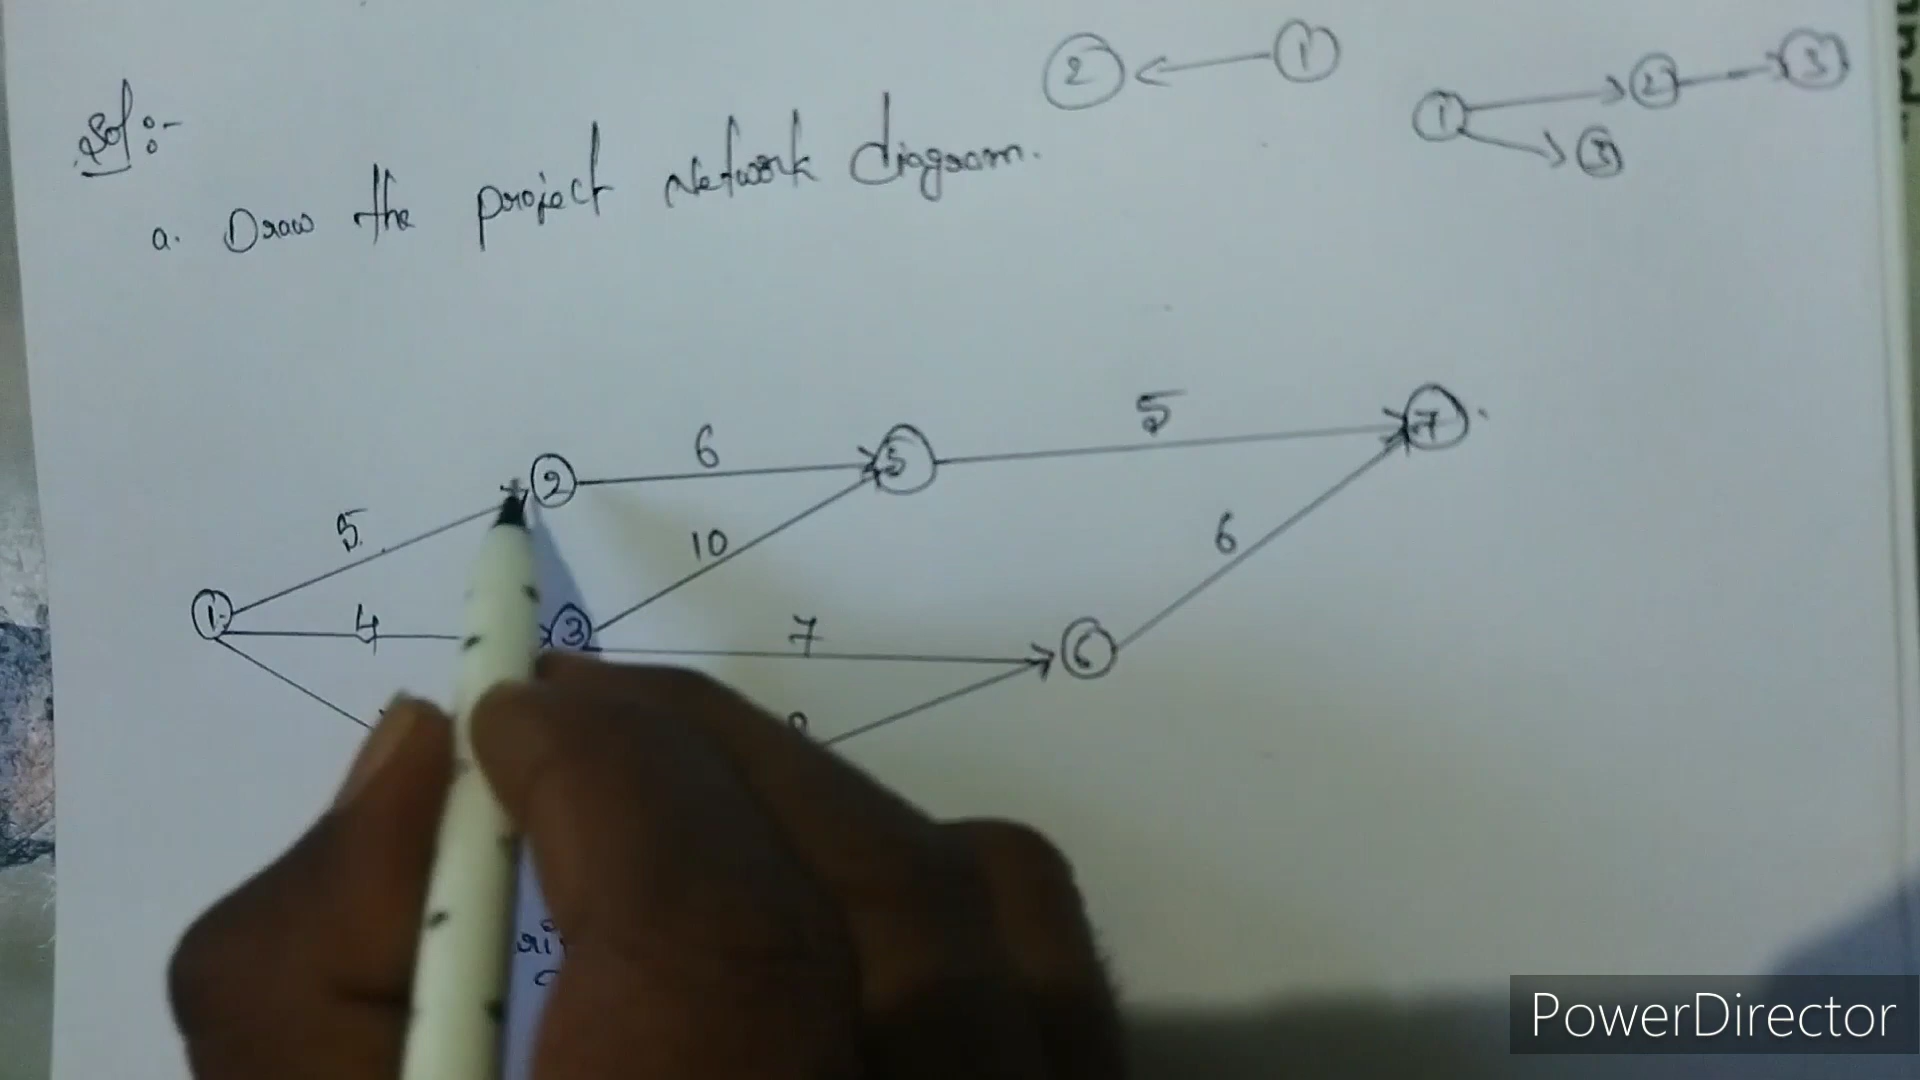 2 1
1 2 3
3
Sol:-
a. Draw the project Network diagram.
5 7
6 5
2
5
10 6
1 4 3 7 6
PowerDirector